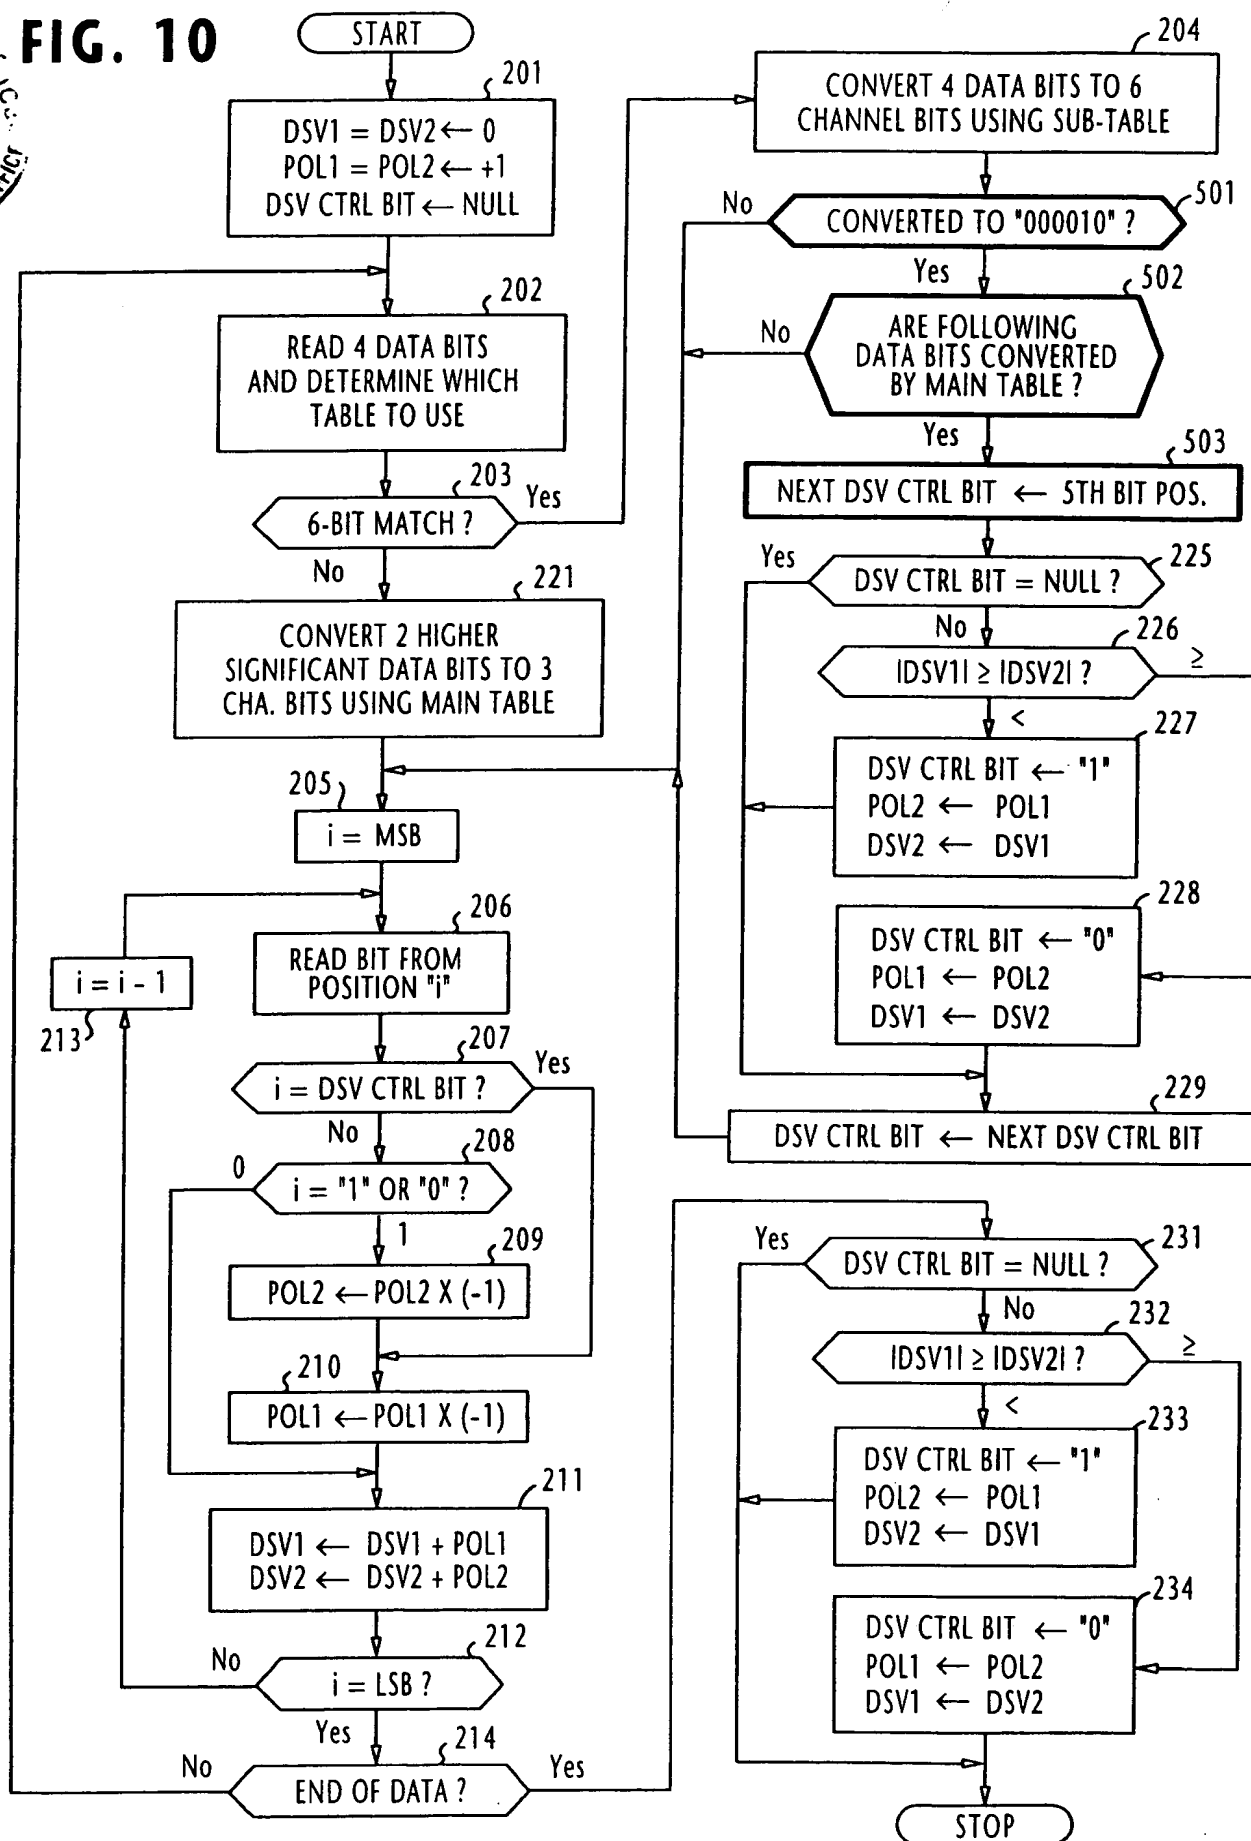 FIG. 10
START
201
DSV1 = DSV2 ← 0
POL1 = POL2 ← +1
DSV CTRL BIT ← NULL
202
READ 4 DATA BITS
AND DETERMINE WHICH
TABLE TO USE
203
6-BIT MATCH ?
Yes
No
221
CONVERT 2 HIGHER
SIGNIFICANT DATA BITS TO 3
CHA. BITS USING MAIN TABLE
205
i = MSB
206
READ BIT FROM
POSITION "i"
i = i - 1
213
207
i = DSV CTRL BIT ?
Yes
No
208
0
i = "1" OR "0" ?
1
209
POL2 ← POL2 X (-1)
210
POL1 ← POL1 X (-1)
211
DSV1 ← DSV1 + POL1
DSV2 ← DSV2 + POL2
212
No
i = LSB ?
Yes
214
No
END OF DATA ?
Yes
204
CONVERT 4 DATA BITS TO 6
CHANNEL BITS USING SUB-TABLE
501
No
CONVERTED TO "000010" ?
Yes
502
No
ARE FOLLOWING
DATA BITS CONVERTED
BY MAIN TABLE ?
Yes
503
NEXT DSV CTRL BIT ← 5TH BIT POS.
225
Yes
DSV CTRL BIT = NULL ?
No
226
|DSV1| ≥ |DSV2| ?
≥
<
227
DSV CTRL BIT ← "1"
POL2 ← POL1
DSV2 ← DSV1
228
DSV CTRL BIT ← "0"
POL1 ← POL2
DSV1 ← DSV2
229
DSV CTRL BIT ← NEXT DSV CTRL BIT
231
Yes
DSV CTRL BIT = NULL ?
No
232
|DSV1| ≥ |DSV2| ?
≥
<
233
DSV CTRL BIT ← "1"
POL2 ← POL1
DSV2 ← DSV1
234
DSV CTRL BIT ← "0"
POL1 ← POL2
DSV1 ← DSV2
STOP